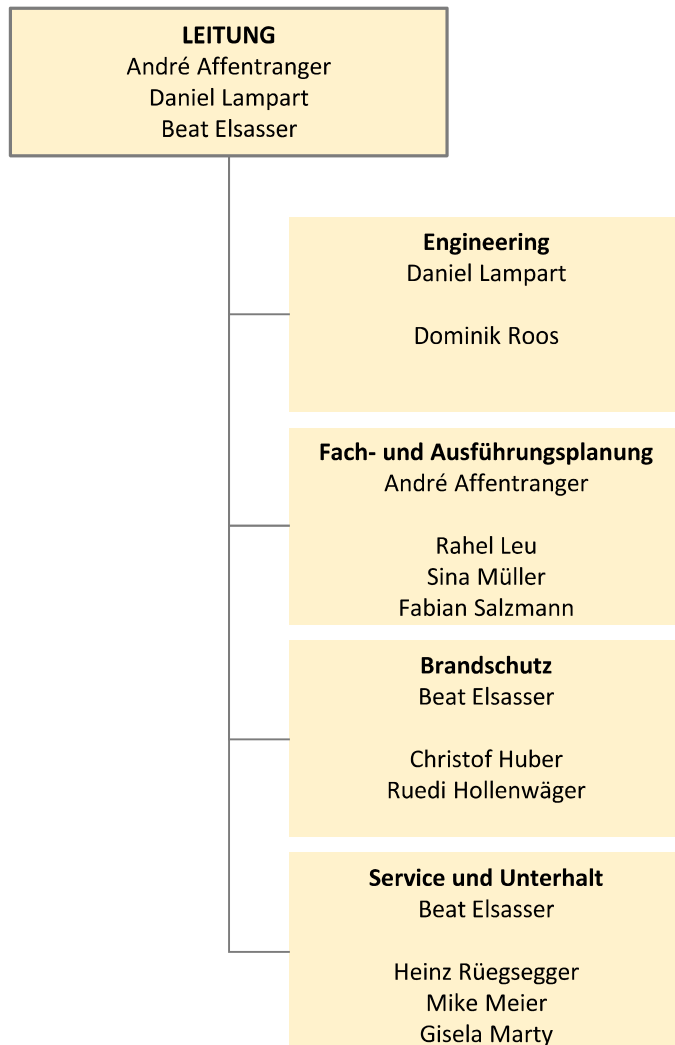 LEITUNG
André Affentranger
Daniel Lampart
Beat Elsasser
Engineering
Daniel Lampart
Dominik Roos
Fach- und Ausführungsplanung
André Affentranger
Rahel Leu
Sina Müller
Fabian Salzmann
Brandschutz
Beat Elsasser
Christof Huber
Ruedi Hollenwäger
Service und Unterhalt
Beat Elsasser
Heinz Rüegsegger
Mike Meier
Gisela Marty